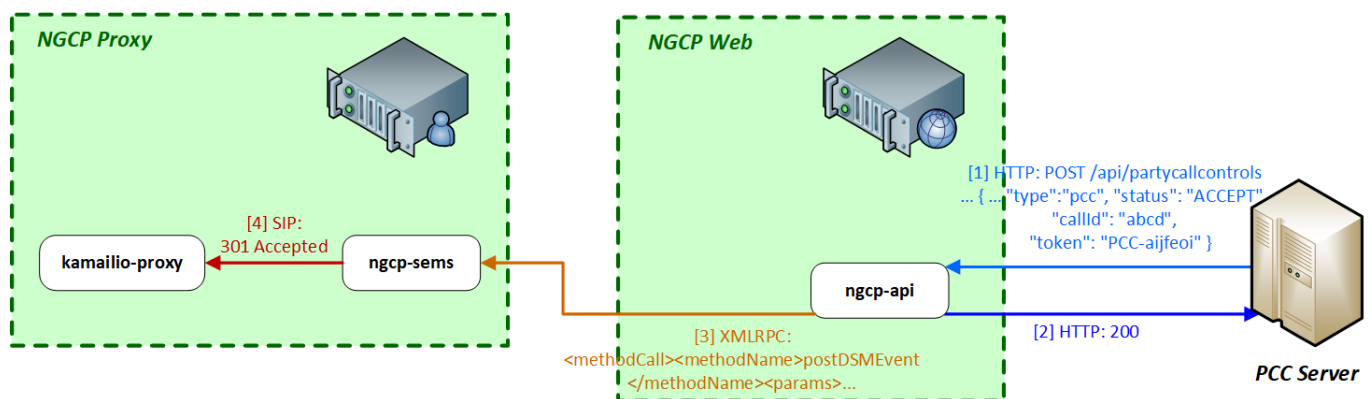 NGCP Proxy
NGCP Web
[1] HTTP: POST /api/partycallcontrols
... { ... "type":"pcc", "status": "ACCEPT"
"callId": "abcd",
"token": "PCC-aijfeoi" }
[4] SIP:
301 Accepted
kamailio-proxy
ngcp-sems
ngcp-api
[3] XMLRPC:
<methodCall><methodName>postDSMEvent
</methodName><params>...
[2] HTTP: 200
PCC Server